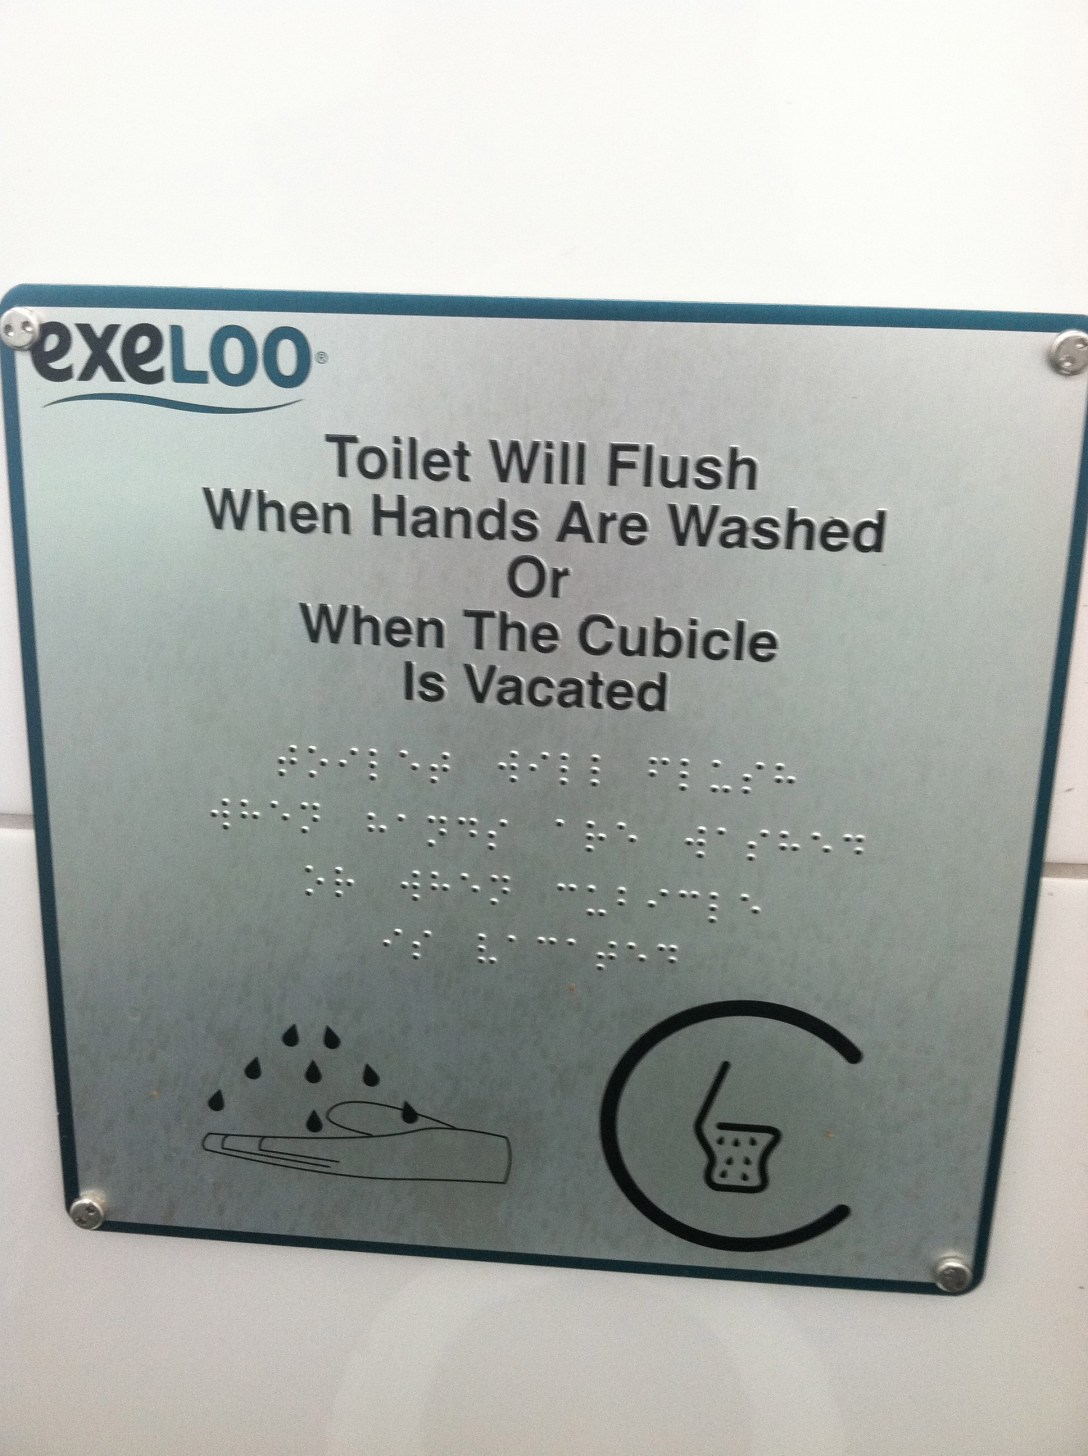 exeLOO®
Toilet Will Flush
When Hands Are Washed
Or
When The Cubicle
Is Vacated
⠞⠕⠊⠇⠑⠞ ⠺⠊⠇⠇ ⠋⠇⠥⠎⠓
⠺⠓⠑⠝ ⠓⠁⠝⠙⠎ ⠁⠗⠑ ⠺⠁⠎⠓⠑⠙
⠕⠗ ⠺⠓⠑⠝ ⠉⠥⠃⠊⠉⠇⠑
⠊⠎ ⠧⠁⠉⠁⠞⠑⠙